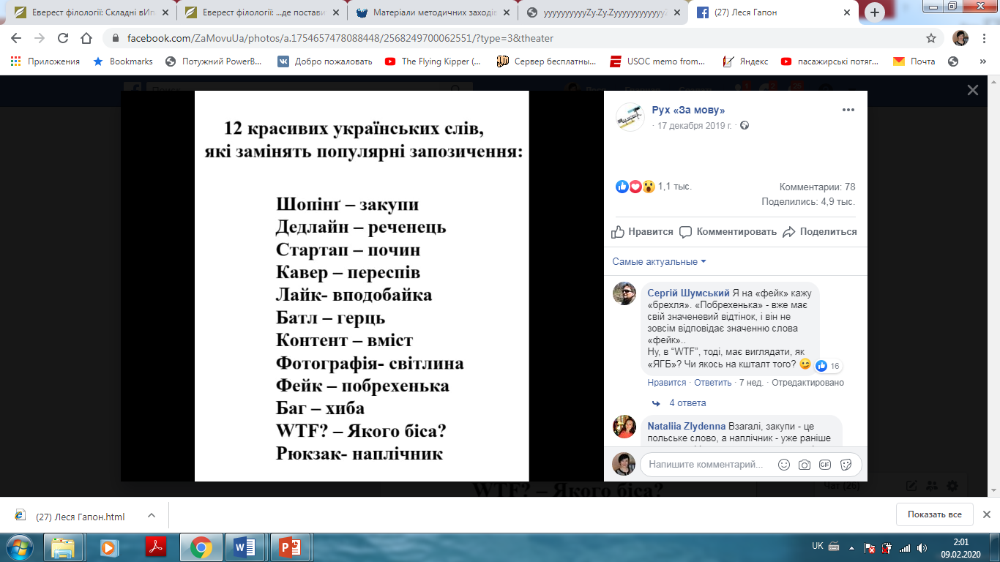 Еверест філології: Складні вИп
Еверест філології: ...де постави
Матеріали методичних заходів
yyyyyyyyyyZy.Zy.Zyyyyyyyyyyyy
(27) Леся Гапон
facebook.com/ZaMovuUa/photos/a.1754657478088448/2568249700062551/?type=3&theater
Приложения
Bookmarks
Потужний PowerP...
Добро пожаловать
The Flying Kipper (...
Сервер бесплатны...
USOC memo from...
Яндекс
пасажирські потяг...
Почта
12 красивих українських слів,
які замінять популярні запозичення:
Шопінґ – закупи
Дедлайн – реченець
Стартап – почин
Кавер – переспів
Лайк- вподобайка
Батл – герць
Контент – вміст
Фотографія- світлина
Фейк – побрехенька
Баг – хиба
WTF? – Якого біса?
Рюкзак- наплічник
Рух «За мову»
· 17 декабря 2019 г. ·
1,1 тыс.
Комментарии: 78
Поделились: 4,9 тыс.
Нравится
Комментировать
Поделиться
Самые актуальные
Сергій Шумський Я на «фейк» кажу
«брехля». «Побрехенька» - вже має
свій значеневий відтінок, і він не
зовсім відповідає значенню слова
«фейк»..
Ну, в “WTF”, тоді, має виглядати, як
«ЯГБ»? Чи якось на кшталт того?
16
Нравится · Ответить · 7 нед. · Отредактировано
4 ответа
Nataliia Zlydenna Взагалі, закупи - це
польське слово, а наплічник - уже раніше
Напишите комментарий...
GIF
WTF? – Якого біса?
Чат (26)
(27) Леся Гапон.html
Показать все
UK
2:01
09.02.2020